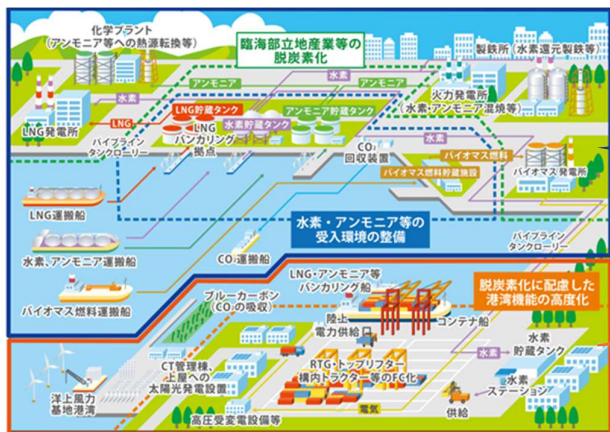 化学プラント
(アンモニア等への熱源転換等)
臨海部立地産業等の
脱炭素化
製鉄所(水素還元製鉄等)
水素
アンモニア
アンモニア
水素
火力発電所
(水素・アンモニア混焼等)
LNG発電所
水素
LNG
LNG貯蔵タンク
アンモニア貯蔵タンク
水素貯蔵タンク
LNG
バンカリング
拠点
パイプライン
タンクローリー
CO₂
回収装置
水素
バイオマス燃料
バイオマス発電所
バイオマス燃料貯蔵施設
LNG運搬船
水素、アンモニア運搬船
CO₂運搬船
水素・アンモニア等の
受入環境の整備
パイプライン
タンクローリー
バイオマス燃料運搬船
ブルーカーボン
(CO₂の吸収)
LNG・アンモニア等
バンカリング船
脱炭素化に配慮した
港湾機能の高度化
陸上
電力供給口
コンテナ船
水素
水素
貯蔵タンク
CT管理棟、
上屋への
太陽光発電設置
RTG・トップリフター
構内トラクター等のFC化
水素
ステーション
洋上風力
基地港湾
高圧受変電設備等
電気
供給